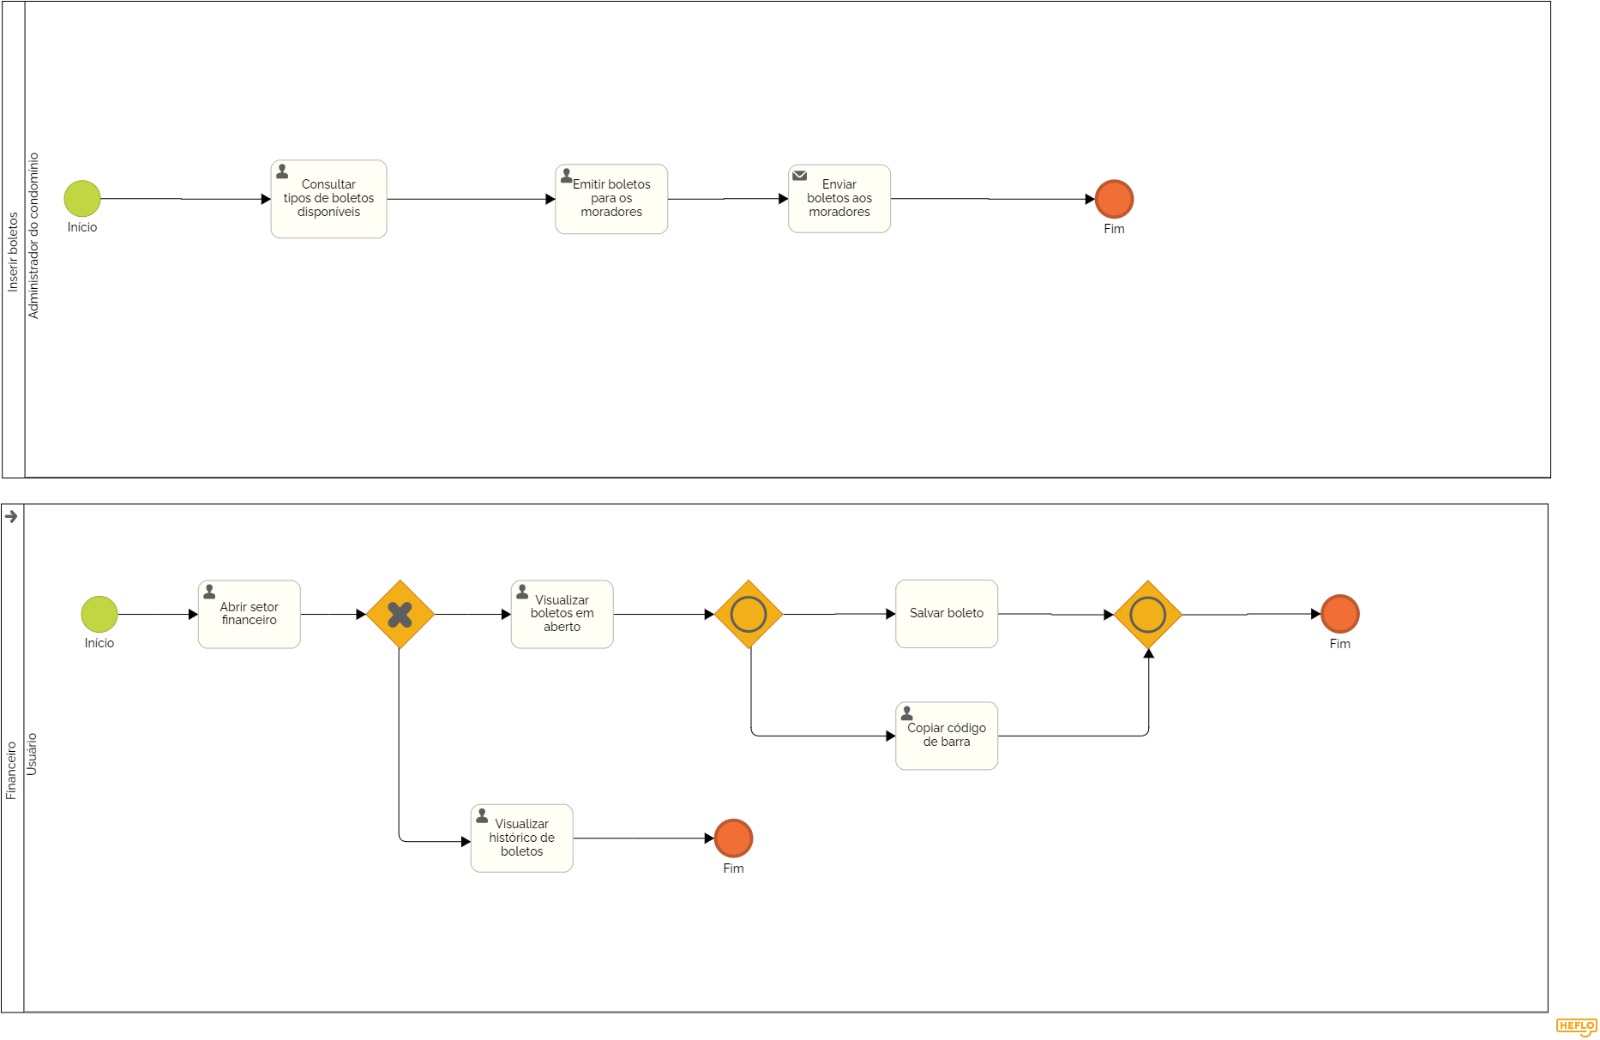 Inserir boletos
Administrador do condomínio
Início
Consultar
tipos de boletos
disponíveis
Emitir boletos
para os
moradores
Enviar
boletos aos
moradores
Fim
Financeiro
Usuário
Início
Abrir setor
financeiro
Visualizar
boletos em
aberto
Salvar boleto
Fim
Copiar código
de barra
Visualizar
histórico de
boletos
Fim
HEFLO